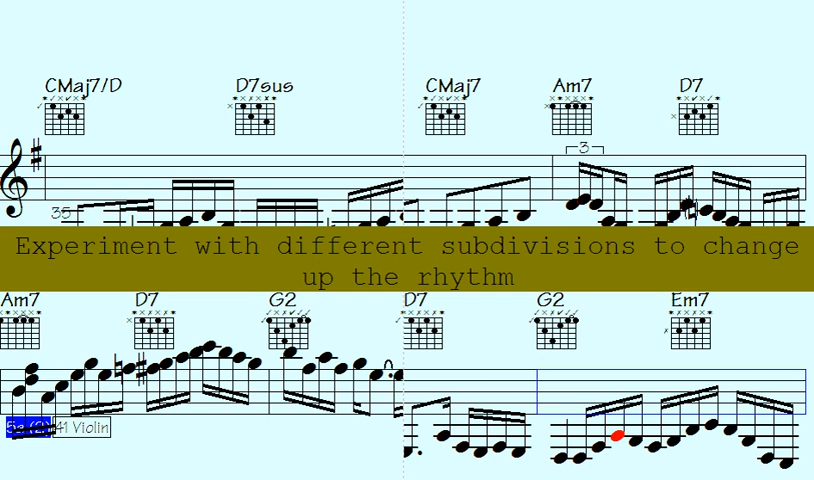 CMaj7/D D7sus CMaj7 Am7 D7
3
35
Experiment with different subdivisions to change
up the rhythm
Am7 D7 G2 D7 G2 Em7
41 Violin